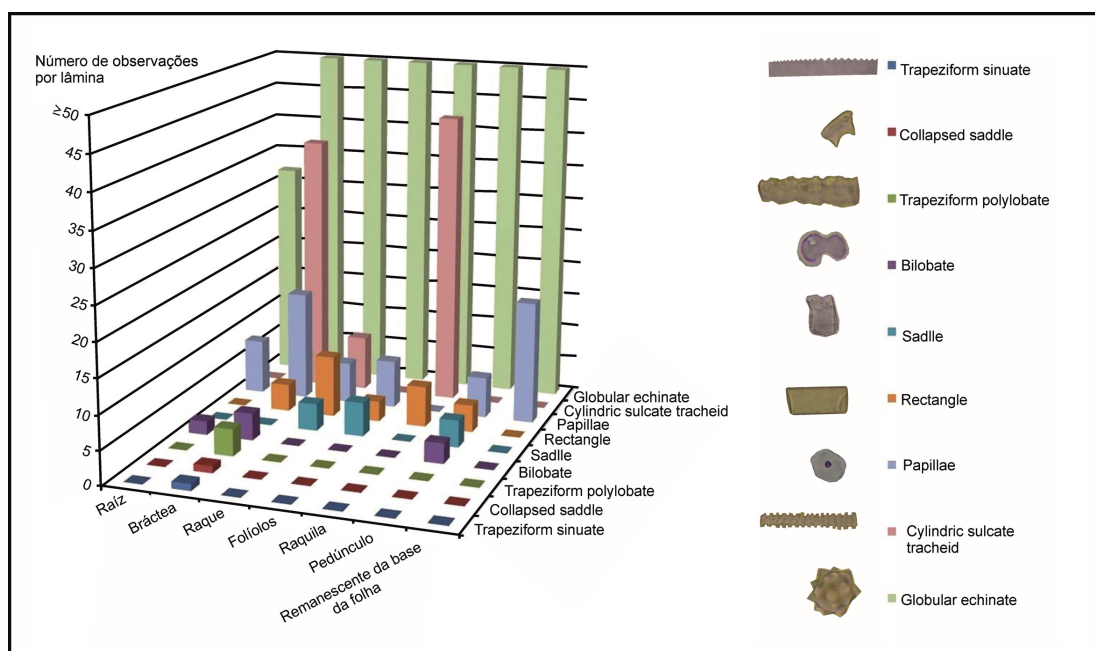 Número de observações
por lâmina
≥50
45
40
35
30
25
20
15
10
5
0
Raíz
Bráctea
Raque
Folíolos
Raquila
Pedúnculo
Remanescente da base
da folha
Globular echinate
Cylindric sulcate tracheid
Papillae
Rectangle
Sadlle
Bilobate
Trapeziform polylobate
Collapsed saddle
Trapeziform sinuate
Trapeziform sinuate
Collapsed saddle
Trapeziform polylobate
Bilobate
Sadlle
Rectangle
Papillae
Cylindric sulcate
tracheid
Globular echinate